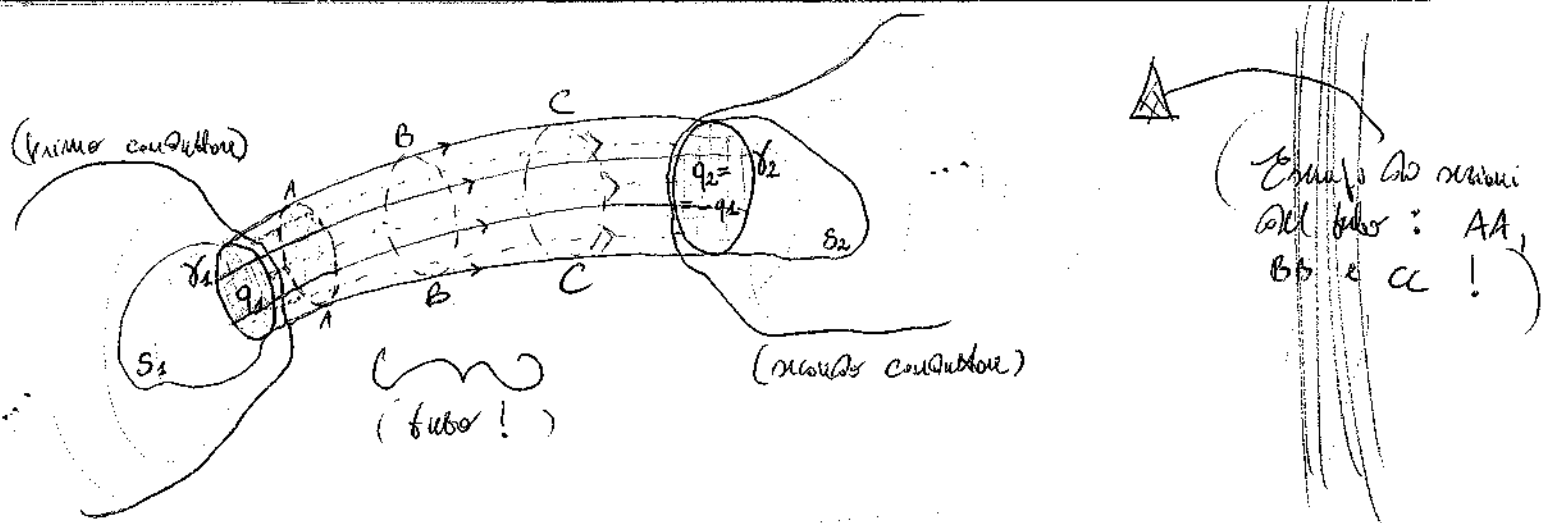 (primo conduttore)
A
B
C
γ1
q1
A
B
C
S1
q2=
=-q1
γ2
S2
(tubo!)
(secondo conduttore)
(Esempio di sezioni
del tubo: AA,
BB e CC!)